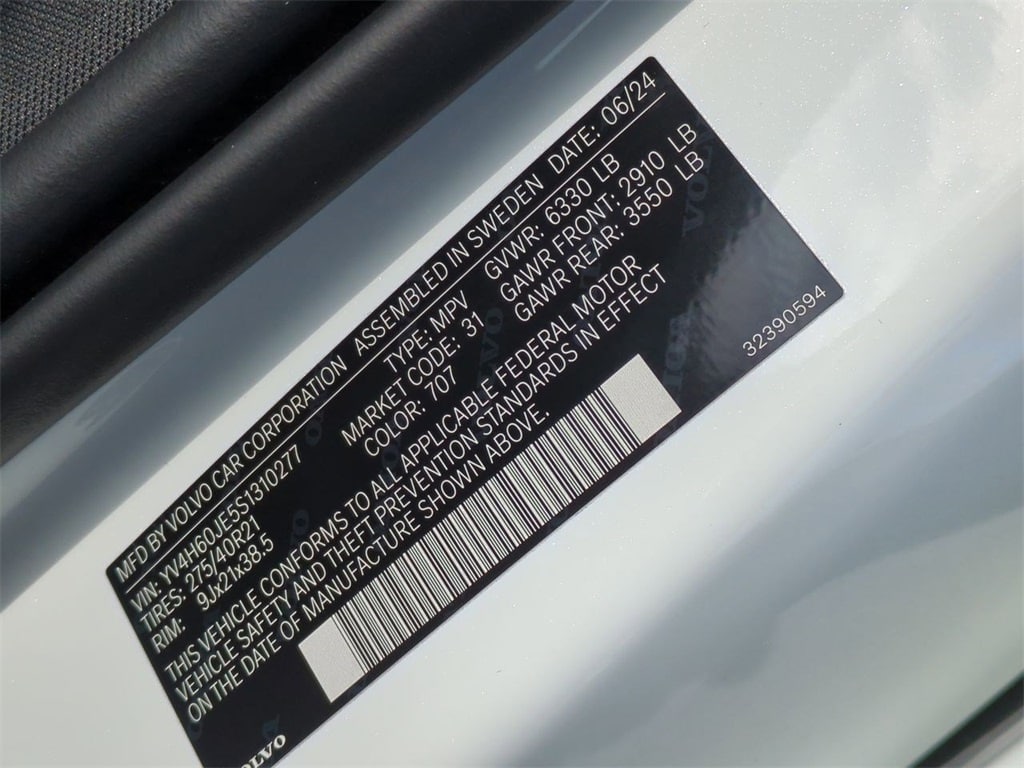 MFD BY VOLVO CAR CORPORATION ASSEMBLED IN SWEDEN DATE: 06/24
VIN: YV4H60JE5S1310277 TYPE: MPV GVWR: 6330 LB
TIRES: 275/40R21 MARKET CODE: 31 GAWR FRONT: 2910 LB
RIM: 9Jx21x38.5 COLOR: 707 GAWR REAR: 3550 LB
THIS VEHICLE CONFORMS TO ALL APPLICABLE FEDERAL MOTOR
VEHICLE SAFETY AND THEFT PREVENTION STANDARDS IN EFFECT
ON THE DATE OF MANUFACTURE SHOWN ABOVE.
VOLVO
32390594